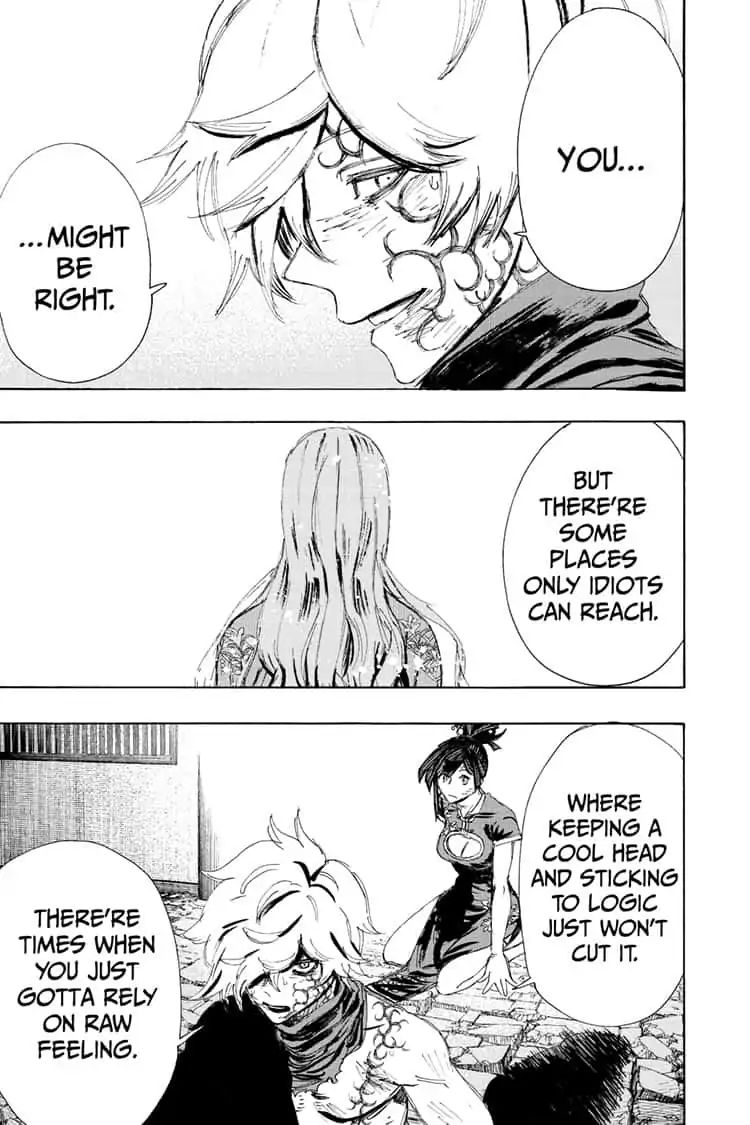 YOU...
...MIGHT
BE
RIGHT.
BUT
THERE'RE
SOME
PLACES
ONLY IDIOTS
CAN REACH.
WHERE
KEEPING A
COOL HEAD
AND STICKING
TO LOGIC
JUST WON'T
CUT IT.
THERE'RE
TIMES WHEN
YOU JUST
GOTTA RELY
ON RAW
FEELING.